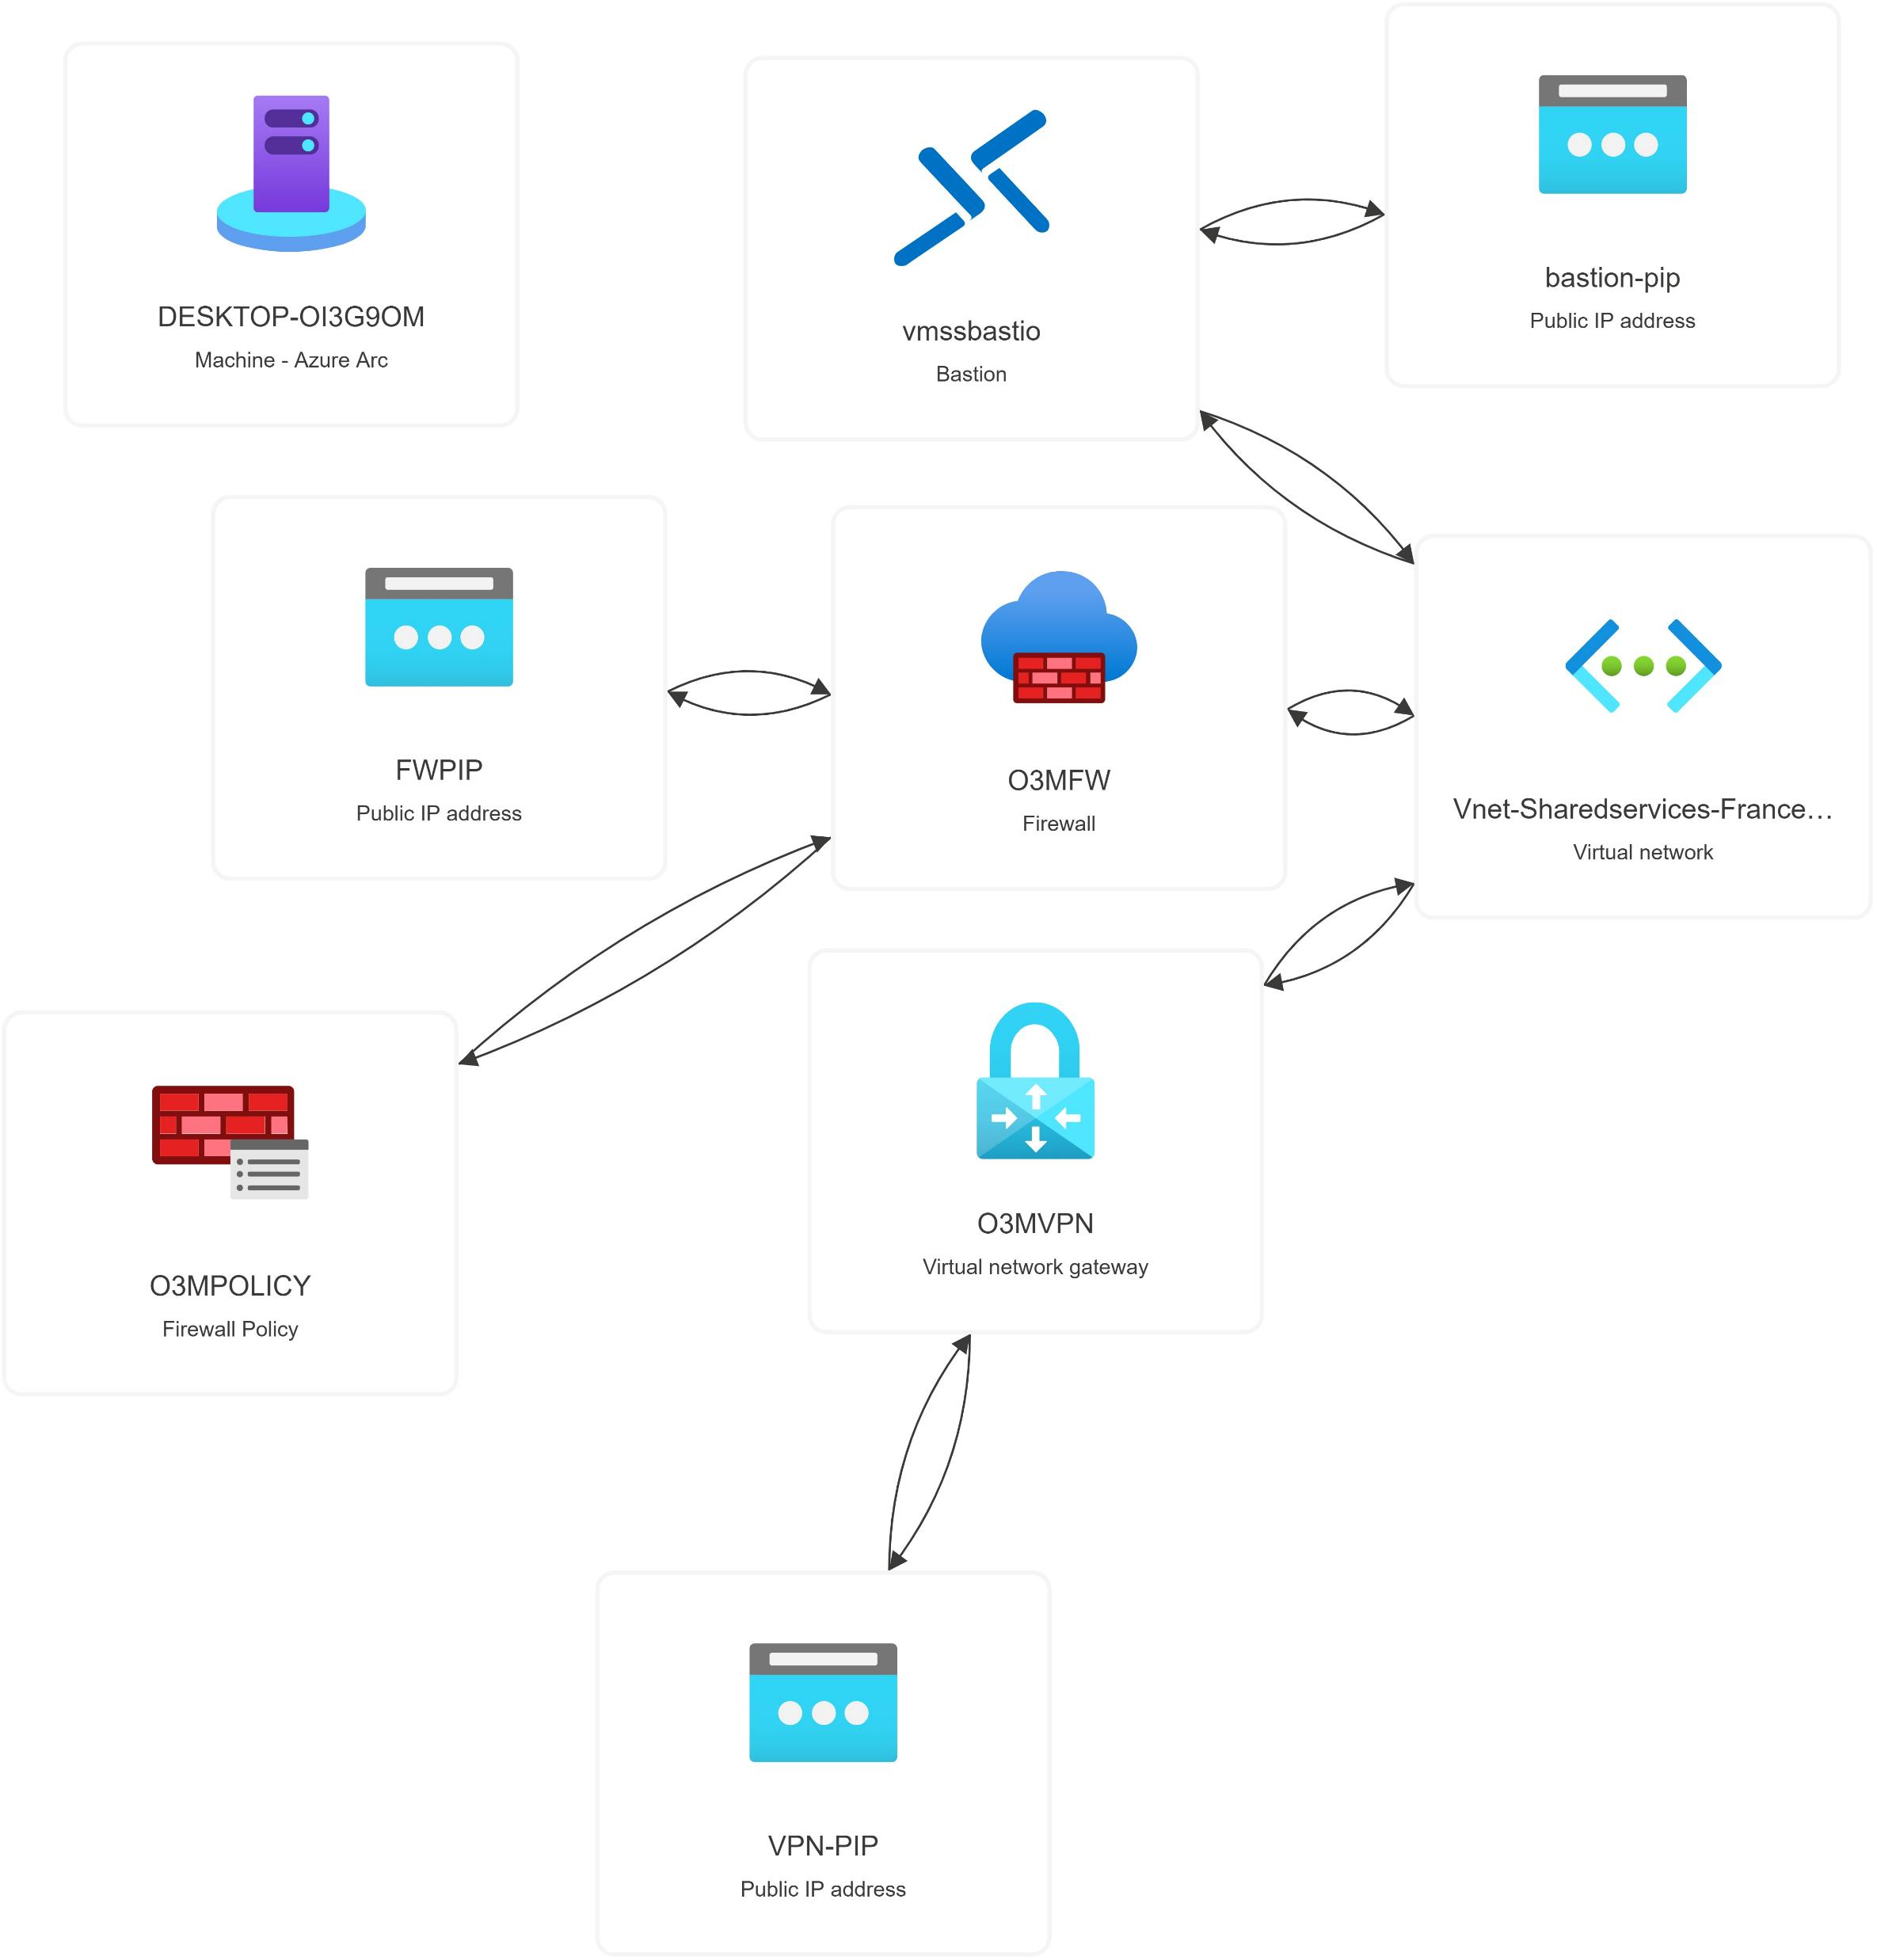 DESKTOP-OI3G9OM
Machine - Azure Arc
vmssbastio
Bastion
bastion-pip
Public IP address
FWPIP
Public IP address
O3MFW
Firewall
Vnet-Sharedservices-France…
Virtual network
O3MPOLICY
Firewall Policy
O3MVPN
Virtual network gateway
VPN-PIP
Public IP address